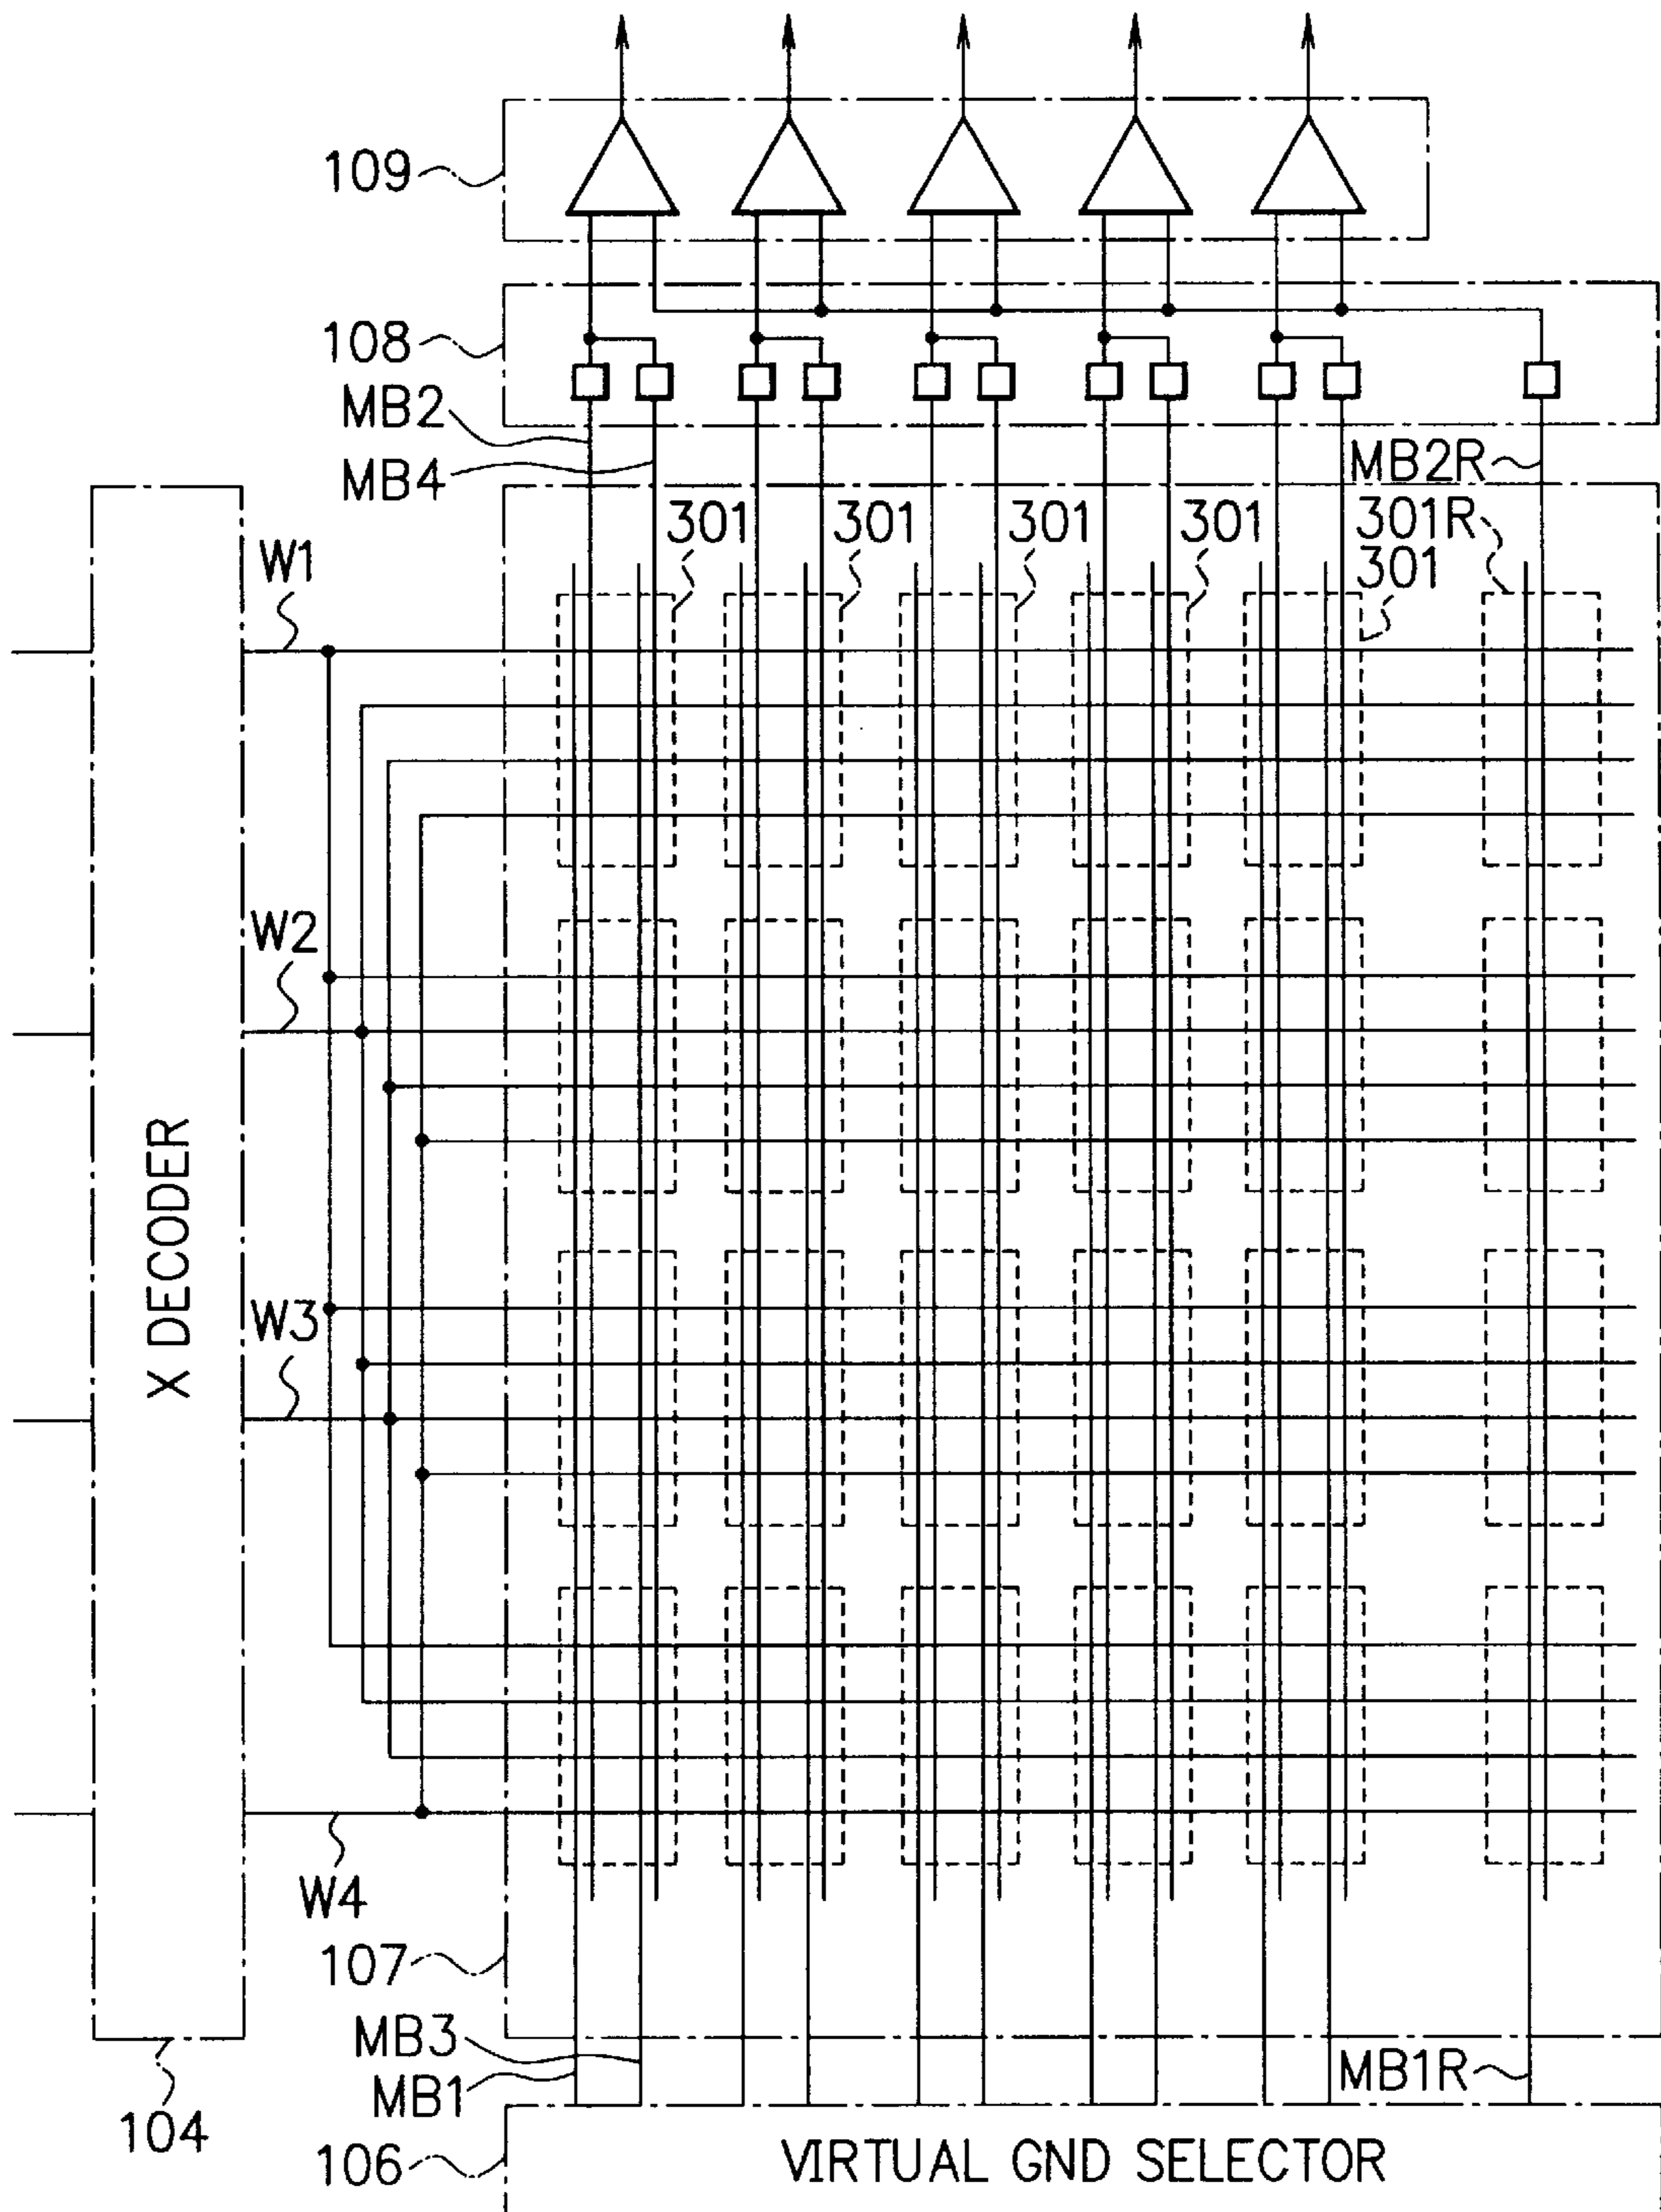 109
108
MB2
MB4
MB2R
301
301
301
301
301R
301
W1
W2
X DECODER
W3
W4
107
MB3
MB1
MB1R
104
106
VIRTUAL GND SELECTOR